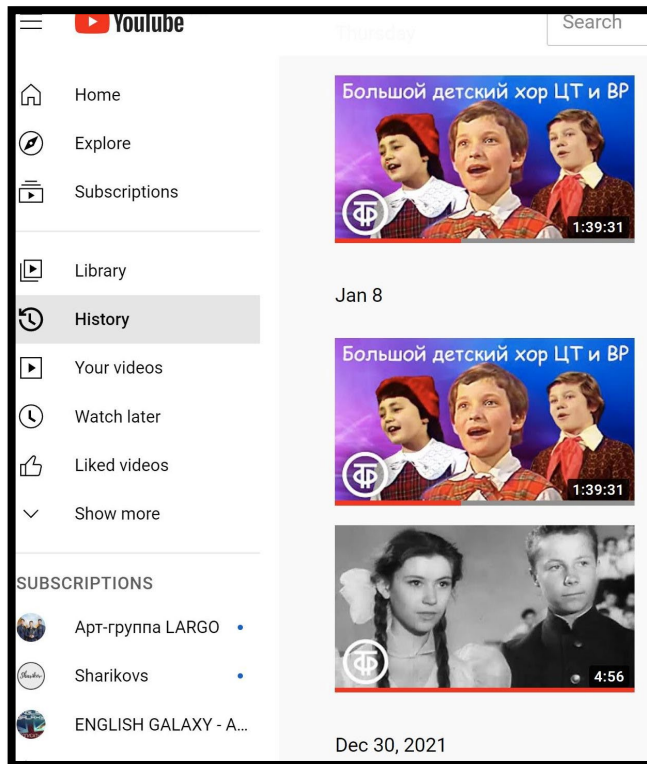 YouTube
Thursday
Search
Home
Explore
Subscriptions
Library
History
Your videos
Watch later
Liked videos
Show more
SUBSCRIPTIONS
Арт-группа LARGO
Sharikovs
ENGLISH GALAXY - A...
Большой детский хор ЦТ и ВР
1:39:31
Jan 8
Большой детский хор ЦТ и ВР
1:39:31
4:56
Dec 30, 2021